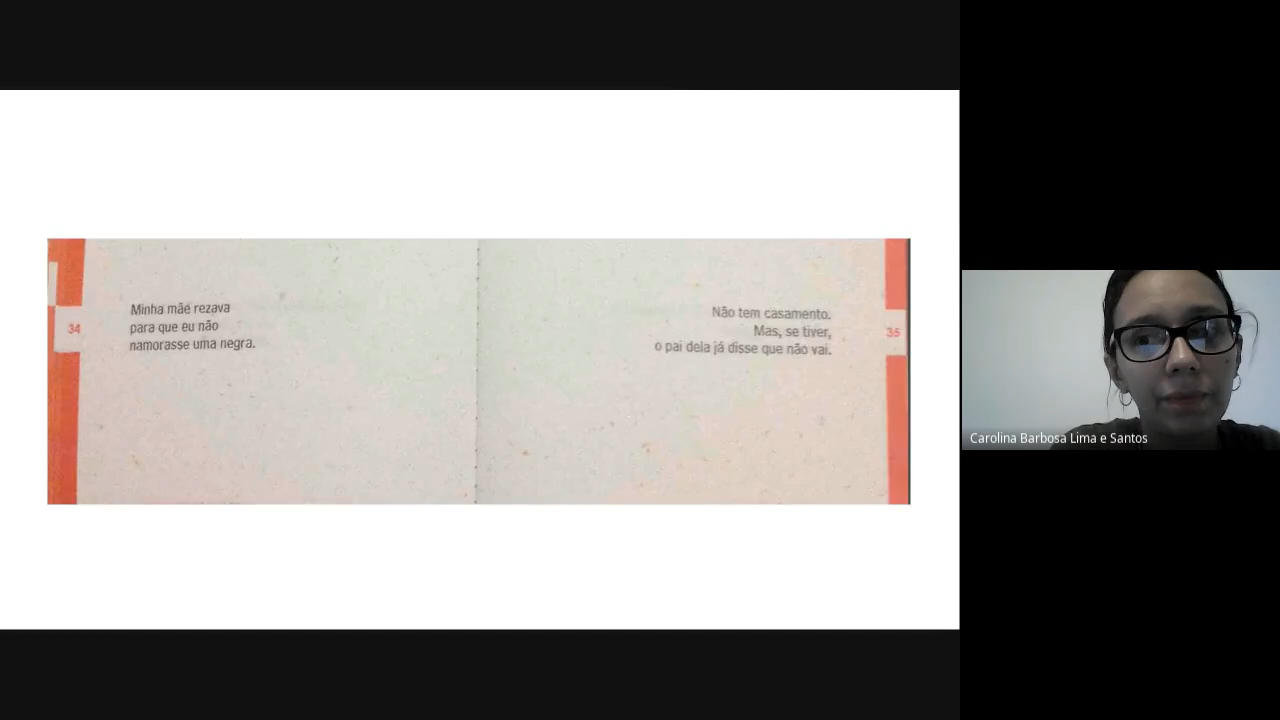 34
Minha mãe rezava
para que eu não
namorasse uma negra.
Não tem casamento.
Mas, se tiver,
o pai dela já disse que não vai.
35
Carolina Barbosa Lima e Santos